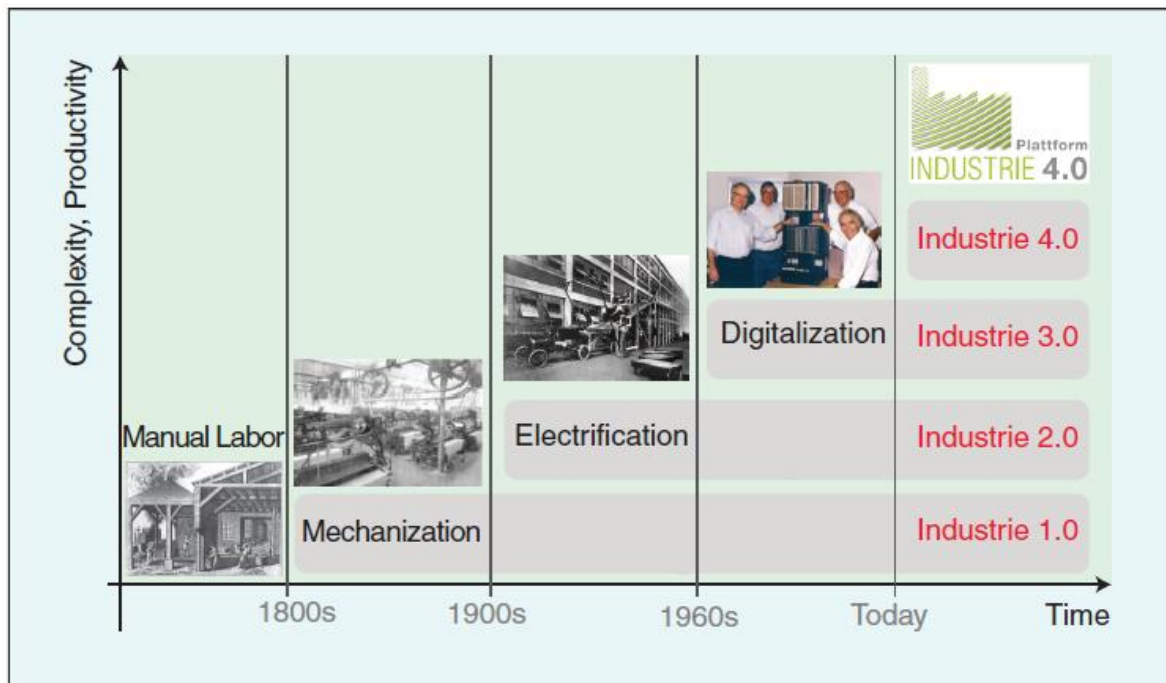 Complexity, Productivity
Plattform
INDUSTRIE 4.0
Industrie 4.0
Digitalization
Industrie 3.0
Manual Labor
Electrification
Industrie 2.0
Mechanization
Industrie 1.0
1800s
1900s
1960s
Today
Time